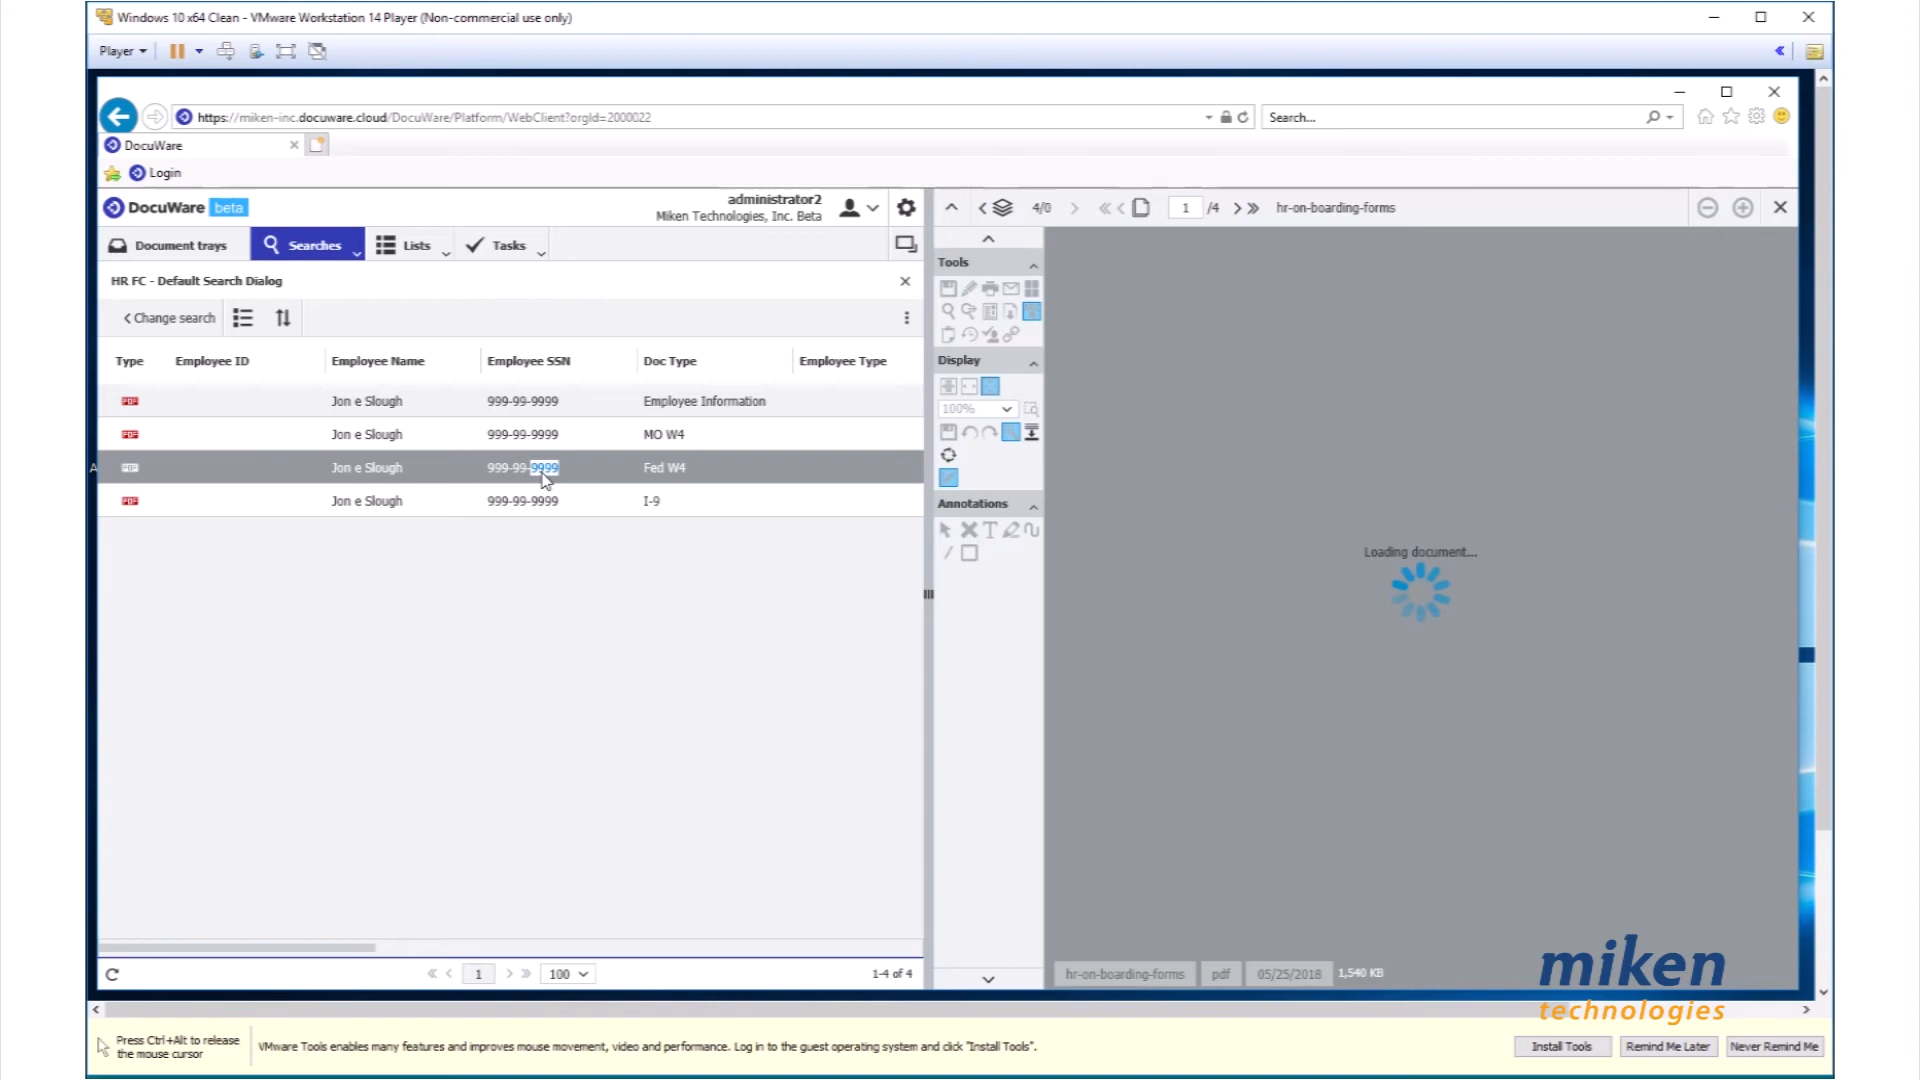 Windows 10 x64 Clean - VMware Workstation 14 Player (Non-commercial use only)
Player
https://miken-inc.docuware.cloud/DocuWare/Platform/WebClient?orgId=2000022
Search...
DocuWare
Login
DocuWare beta
administrator2
Miken Technologies, Inc. Beta
4/0
1 /4
hr-on-boarding-forms
Document trays
Searches
Lists
Tasks
HR FC - Default Search Dialog
Change search
Type Employee ID Employee Name Employee SSN Doc Type Employee Type
PDF Jon e Slough 999-99-9999 Employee Information
PDF Jon e Slough 999-99-9999 MO W4
A PDF Jon e Slough 999-99-9999 Fed W4
PDF Jon e Slough 999-99-9999 I-9
1 100 1-4 of 4
Tools
Display
100%
Annotations
Loading document...
hr-on-boarding-forms pdf 05/25/2018 1,540 KB
miken
technologies
Press Ctrl+Alt to release
the mouse cursor
VMware Tools enables many features and improves mouse movement, video and performance. Log in to the guest operating system and click "Install Tools".
Install Tools
Remind Me Later
Never Remind Me